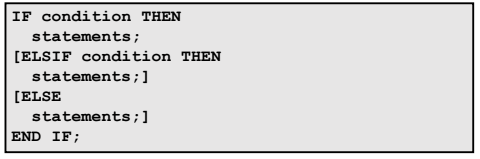 IF condition THEN
  statements;
[ELSIF condition THEN
  statements;]
[ELSE
  statements;]
END IF;